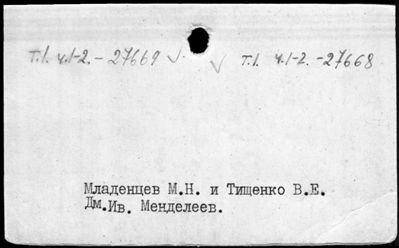 т.1. ч.1-2. - 27669 т.1. ч.1-2. - 27668
Младенцев М.Н. и Тищенко В.Е.
Дм.Ив. Менделеев.